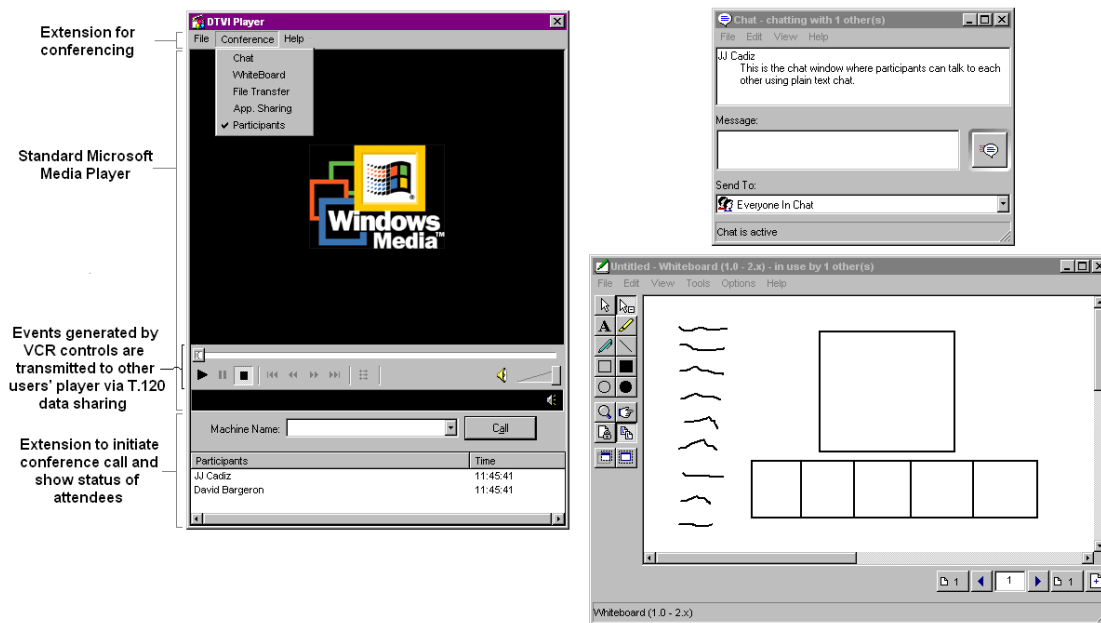 Extension for
conferencing
Standard Microsoft
Media Player
Events generated by
VCR controls are
transmitted to other
users' player via T.120
data sharing
Extension to initiate
conference call and
show status of
attendees
DTVI Player
File Conference Help
Chat
WhiteBoard
File Transfer
App. Sharing
Participants
Windows
Media™
Machine Name:
Call
Participants Time
JJ Cadiz 11:45:41
David Bargeron 11:45:41
Chat - chatting with 1 other(s)
File Edit View Help
JJ Cadiz
This is the chat window where participants can talk to each
other using plain text chat.
Message:
Send To:
Everyone In Chat
Chat is active
Untitled - Whiteboard (1.0 - 2.x) - in use by 1 other(s)
File Edit View Tools Options Help
A
1 1 1
Whiteboard (1.0 - 2.x)